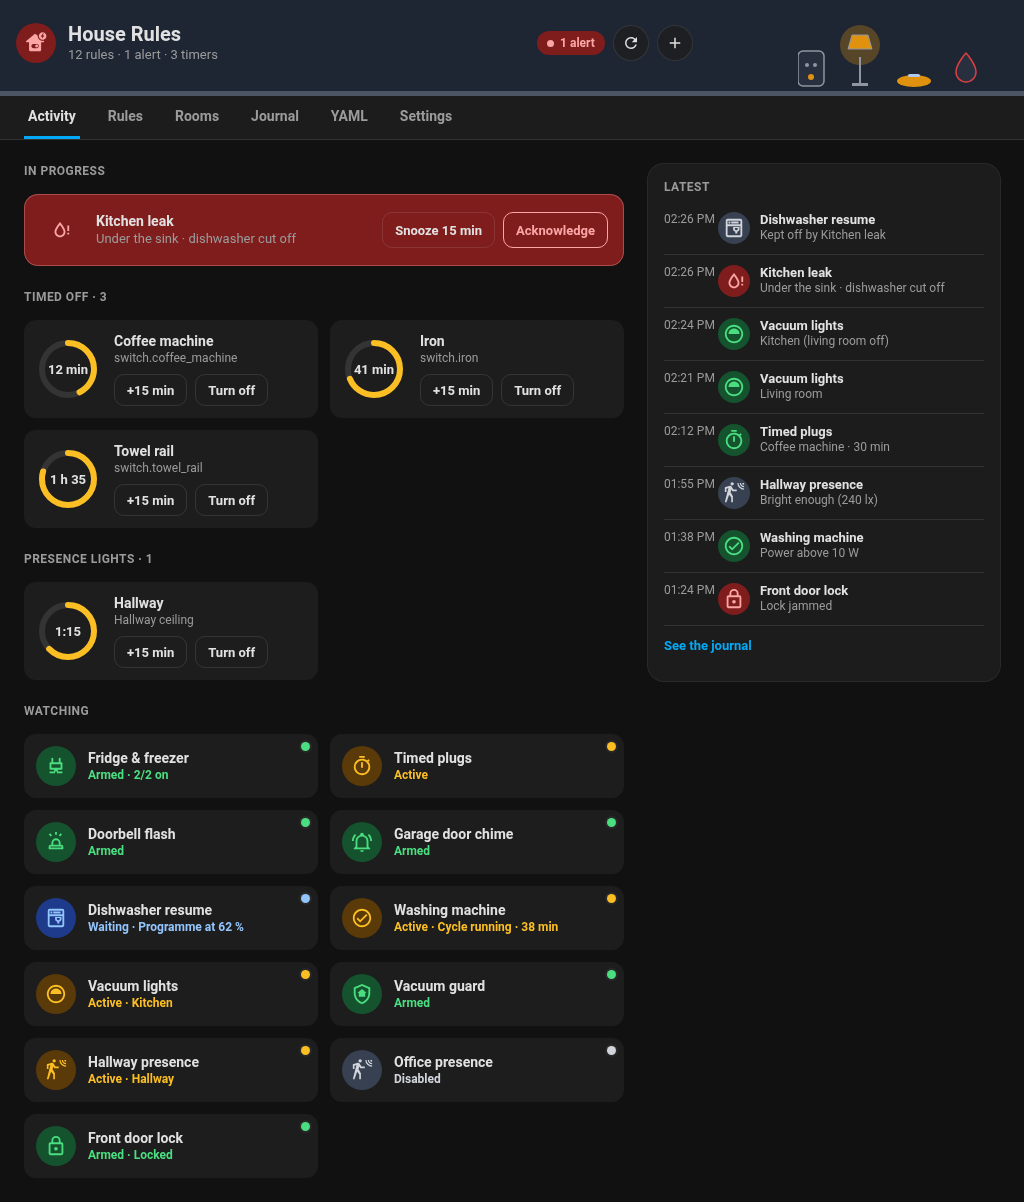 House Rules
12 rules · 1 alert · 3 timers
1 alert
Activity
Rules
Rooms
Journal
YAML
Settings
IN PROGRESS
Kitchen leak
Under the sink · dishwasher cut off
Snooze 15 min
Acknowledge
TIMED OFF · 3
12 min
Coffee machine
switch.coffee_machine
+15 min
Turn off
41 min
Iron
switch.iron
+15 min
Turn off
1 h 35
Towel rail
switch.towel_rail
+15 min
Turn off
PRESENCE LIGHTS · 1
1:15
Hallway
Hallway ceiling
+15 min
Turn off
WATCHING
Fridge & freezer
Armed · 2/2 on
Timed plugs
Active
Doorbell flash
Armed
Garage door chime
Armed
Dishwasher resume
Waiting · Programme at 62 %
Washing machine
Active · Cycle running · 38 min
Vacuum lights
Active · Kitchen
Vacuum guard
Armed
Hallway presence
Active · Hallway
Office presence
Disabled
Front door lock
Armed · Locked
LATEST
02:26 PM
Dishwasher resume
Kept off by Kitchen leak
02:26 PM
Kitchen leak
Under the sink · dishwasher cut off
02:24 PM
Vacuum lights
Kitchen (living room off)
02:21 PM
Vacuum lights
Living room
02:12 PM
Timed plugs
Coffee machine · 30 min
01:55 PM
Hallway presence
Bright enough (240 lx)
01:38 PM
Washing machine
Power above 10 W
01:24 PM
Front door lock
Lock jammed
See the journal